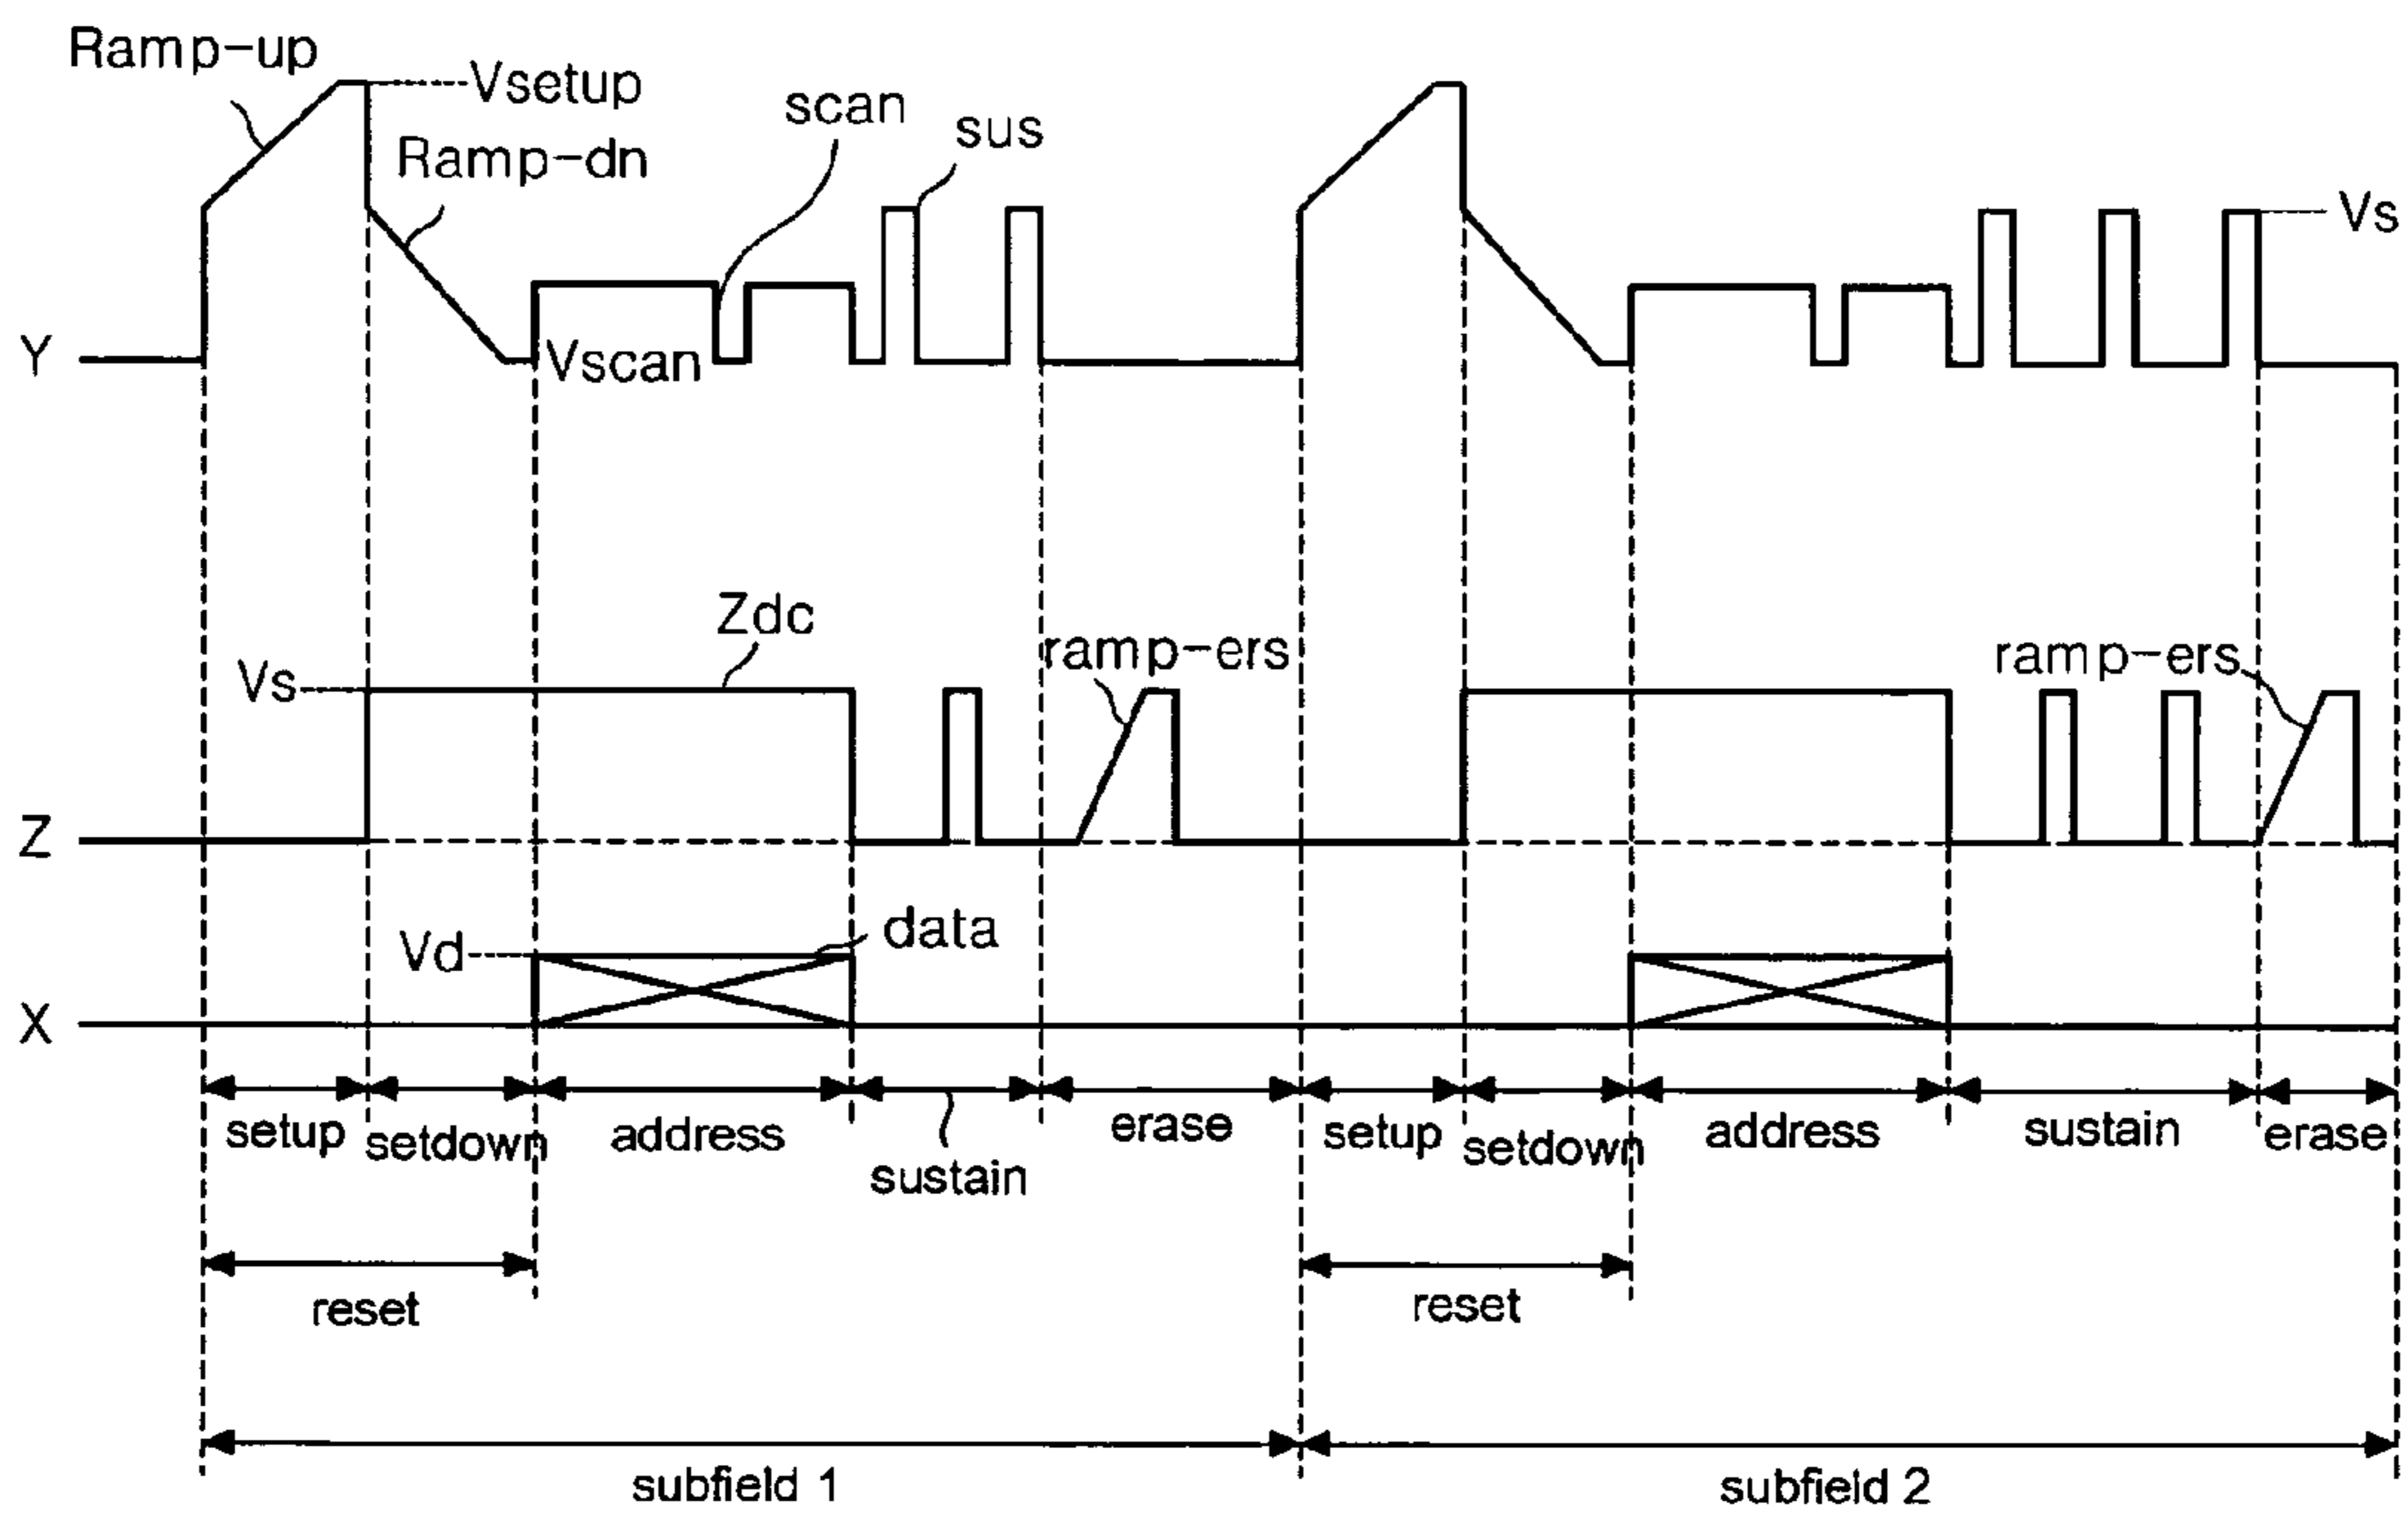 Ramp-up
Vsetup
scan
sus
Ramp-dn
Vs
Y
Vscan
Zdc
ramp-ers
ramp-ers
Vs
Z
data
Vd
X
setup
setdown
address
sustain
erase
setup
setdown
address
sustain
erase
reset
reset
subfield 1
subfield 2